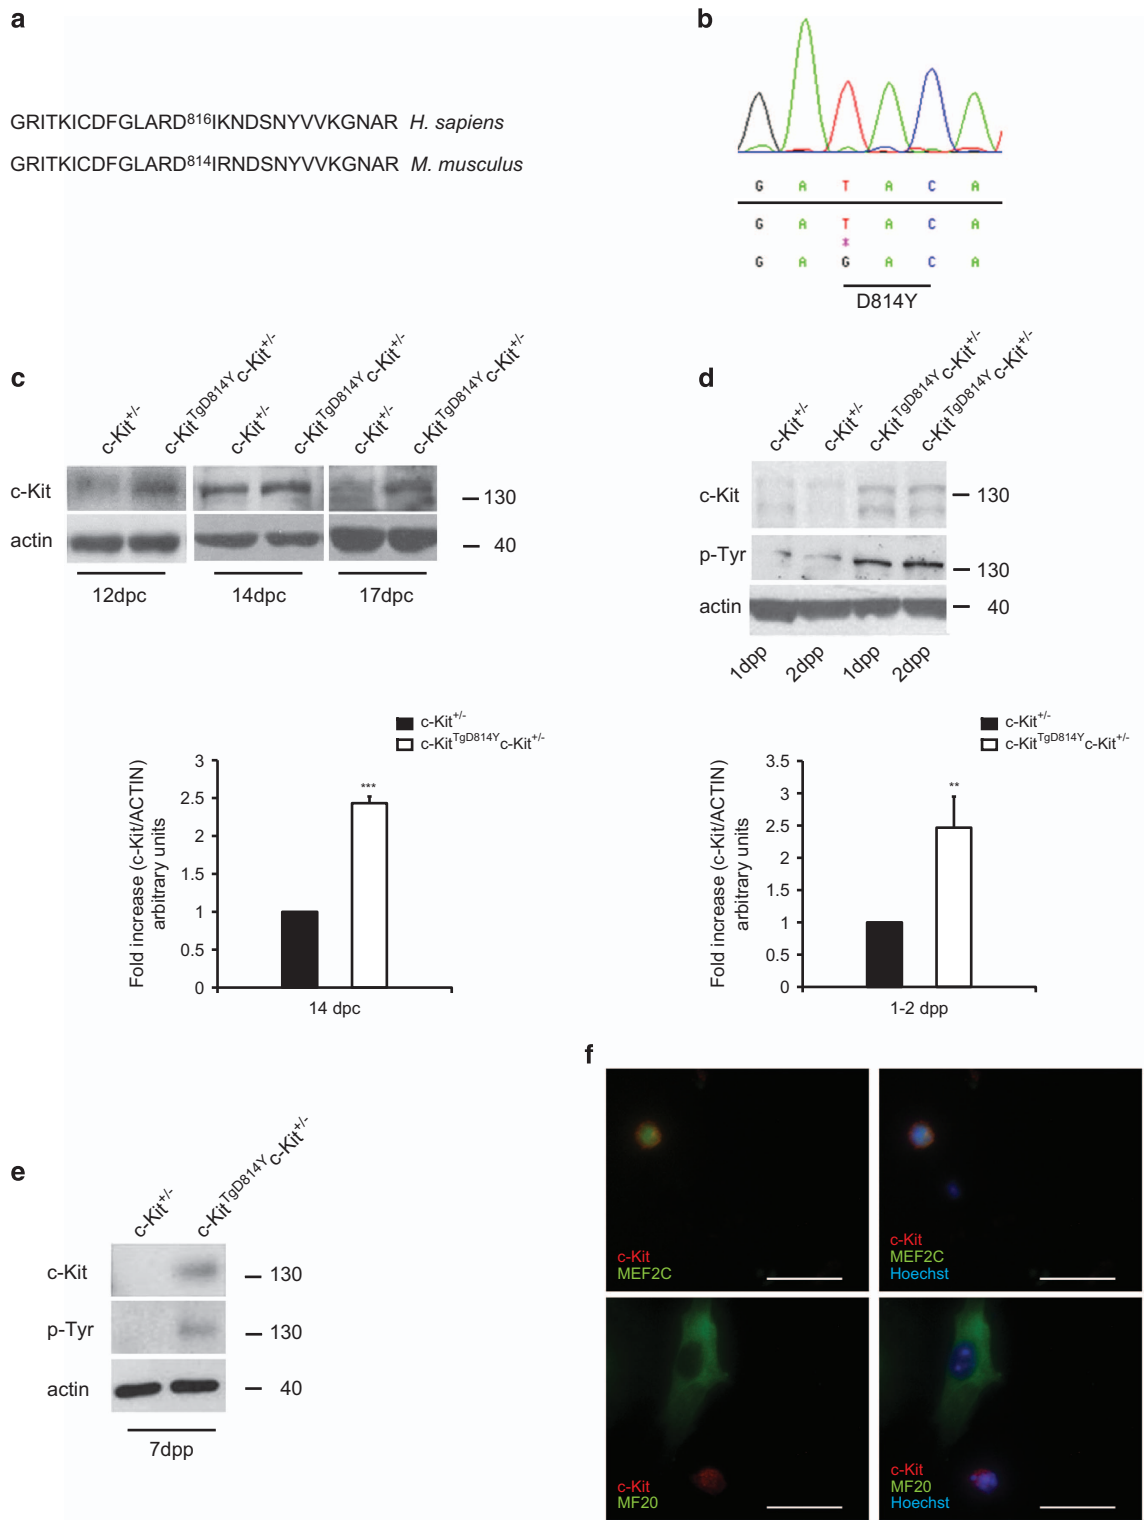 a
GRITKICDFGLARD816IKNDSNYVVKGNAR H. sapiens
GRITKICDFGLARD814IRNDSNYVVKGNAR M. musculus
b
G A T A C A
G A T A C A
*
G A G A C A
D814Y
c
c-Kit+/-
c-KitTgD814Y c-Kit+/-
c-Kit+/-
c-KitTgD814Y c-Kit+/-
c-Kit+/-
c-KitTgD814Y c-Kit+/-
c-Kit
130
actin
40
12dpc
14dpc
17dpc
c-Kit+/-
c-KitTgD814Yc-Kit+/-
Fold increase (c-Kit/ACTIN)
arbitrary units
3
2.5
2
1.5
1
0.5
0
***
14 dpc
d
c-Kit+/-
c-Kit+/-
c-KitTgD814Y c-Kit+/-
c-KitTgD814Y c-Kit+/-
c-Kit
130
p-Tyr
130
actin
40
1dpp
2dpp
1dpp
2dpp
c-Kit+/-
c-KitTgD814Yc-Kit+/-
Fold increase (c-Kit/ACTIN)
arbitrary units
3.5
3
2.5
2
1.5
1
0.5
0
**
1-2 dpp
e
c-Kit+/-
c-KitTgD814Y c-Kit+/-
c-Kit
130
p-Tyr
130
actin
40
7dpp
f
c-Kit
MEF2C
c-Kit
MEF2C
Hoechst
c-Kit
MF20
c-Kit
MF20
Hoechst